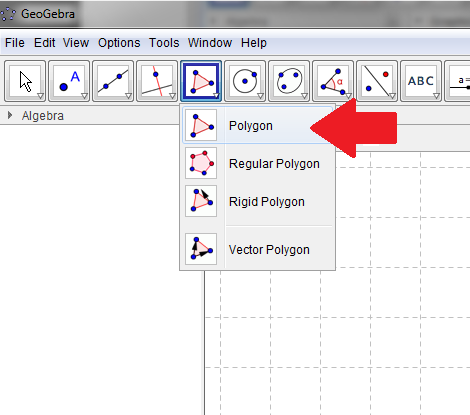 GeoGebra
File Edit View Options Tools Window Help
A α ABC a=
Algebra
Polygon
Regular Polygon
Rigid Polygon
Vector Polygon